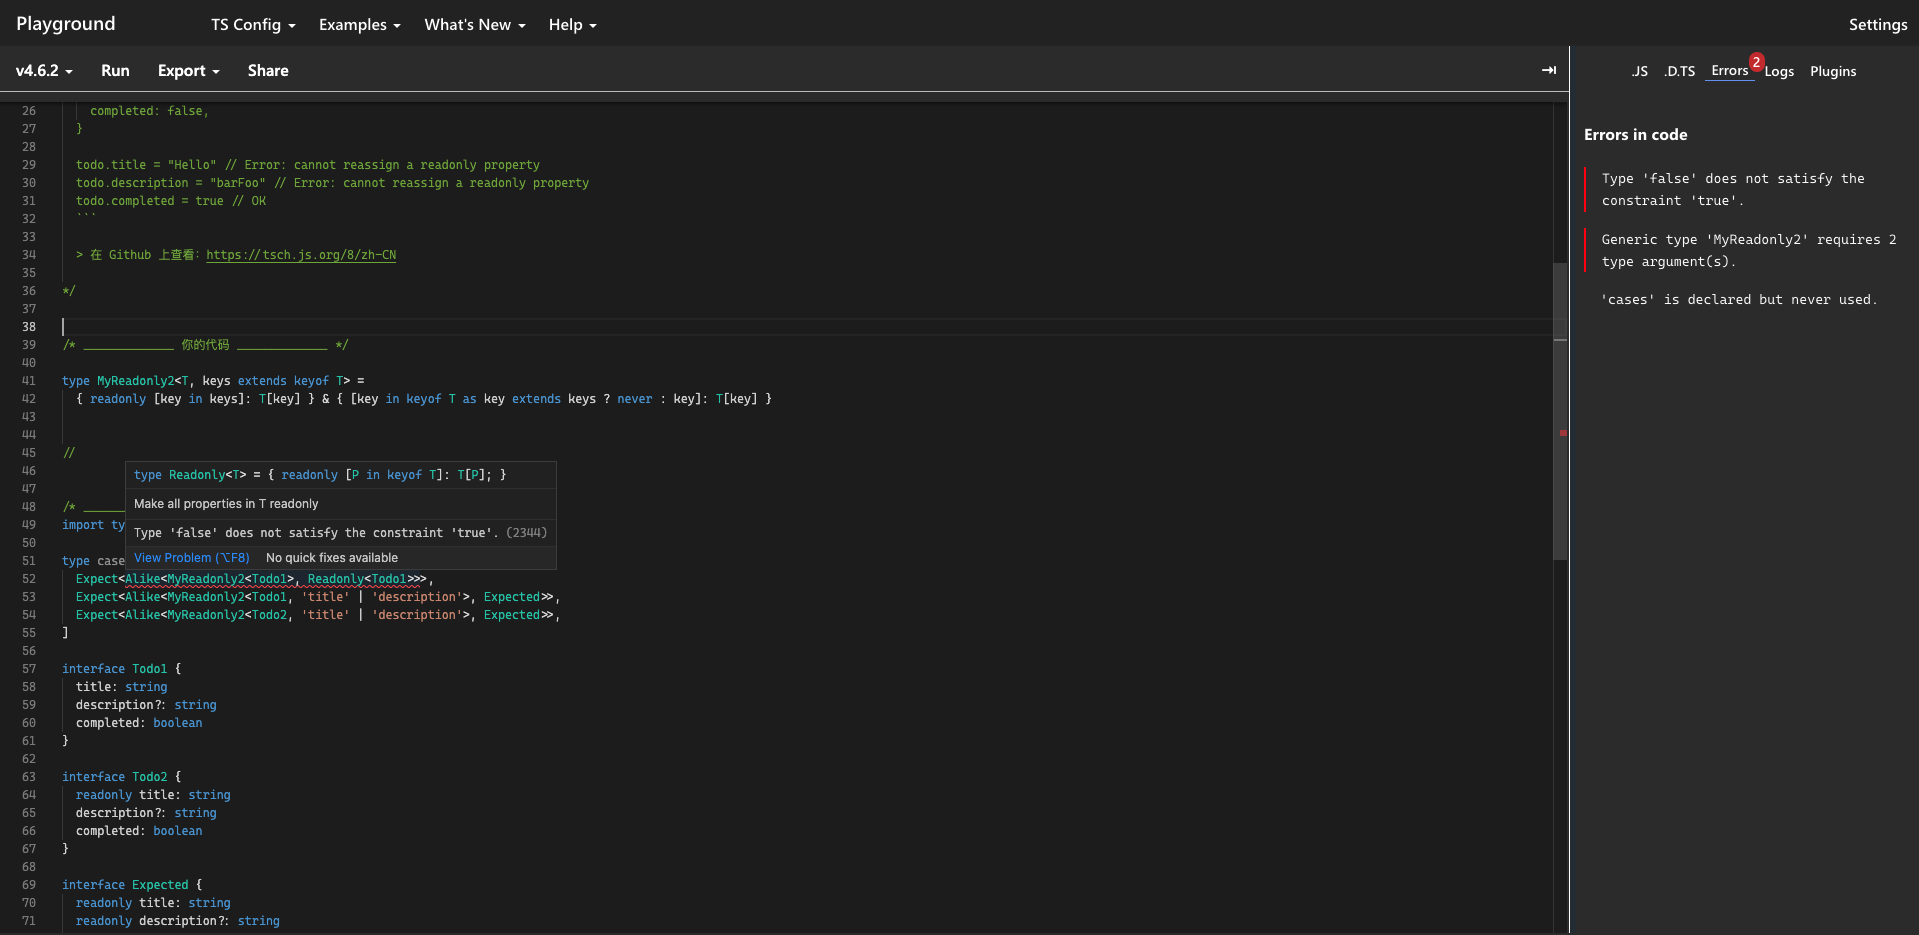 Playground TS Config Examples What's New Help Settings
v4.6.2 Run Export Share
.JS .D.TS Errors 2 Logs Plugins
26 completed: false,
27 }
28
29 todo.title = "Hello" // Error: cannot reassign a readonly property
30 todo.description = "barFoo" // Error: cannot reassign a readonly property
31 todo.completed = true // OK
32 ```
33
34 > 在 Github 上查看：https://tsch.js.org/8/zh-CN
35
36 */
37
38
39 /* _____________ 你的代码 _____________ */
40
41 type MyReadonly2<T, keys extends keyof T> =
42 { readonly [key in keys]: T[key] } & { [key in keyof T as key extends keys ? never : key]: T[key] }
43
44
45 //
46
47
48 /* ______
49 import ty
50
51 type case
type Readonly<T> = { readonly [P in keyof T]: T[P]; }
Make all properties in T readonly
Type 'false' does not satisfy the constraint 'true'. (2344)
View Problem (⌥F8) No quick fixes available
52 Expect<Alike<MyReadonly2<Todo1>, Readonly<Todo1>>>,
53 Expect<Alike<MyReadonly2<Todo1, 'title' | 'description'>, Expected>>,
54 Expect<Alike<MyReadonly2<Todo2, 'title' | 'description'>, Expected>>,
55 ]
56
57 interface Todo1 {
58 title: string
59 description?: string
60 completed: boolean
61 }
62
63 interface Todo2 {
64 readonly title: string
65 description?: string
66 completed: boolean
67 }
68
69 interface Expected {
70 readonly title: string
71 readonly description?: string
Errors in code
Type 'false' does not satisfy the
constraint 'true'.
Generic type 'MyReadonly2' requires 2
type argument(s).
'cases' is declared but never used.